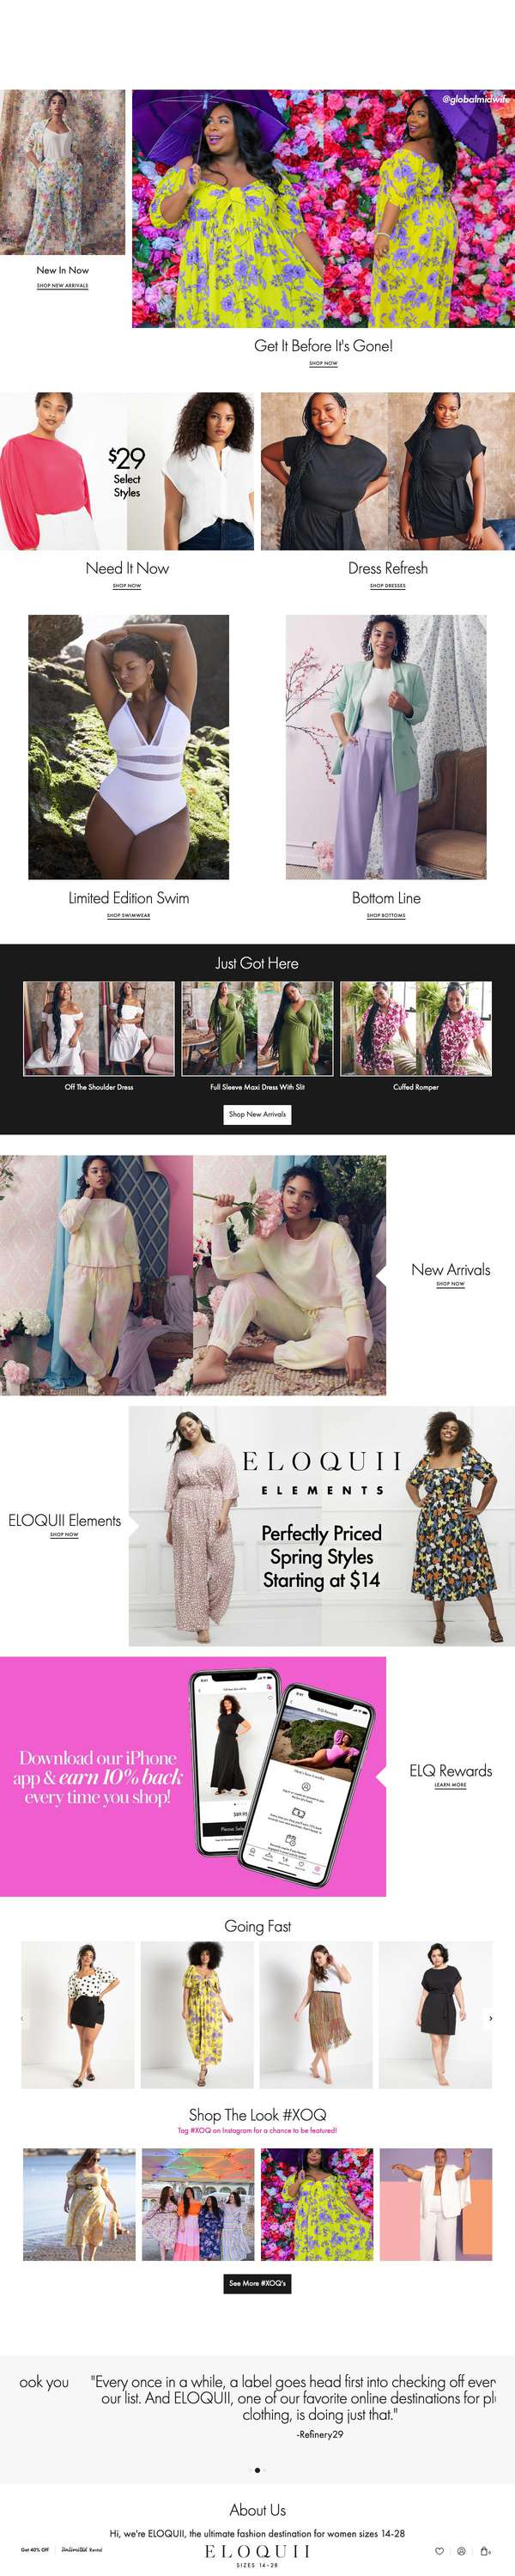 @globalmidwife
New In Now
SHOP NEW ARRIVALS
Get It Before It's Gone!
SHOP NOW
$29
Select
Styles
Need It Now
SHOP NOW
Dress Refresh
SHOP DRESSES
Limited Edition Swim
SHOP SWIMWEAR
Bottom Line
SHOP BOTTOMS
Just Got Here
Off The Shoulder Dress
Full Sleeve Maxi Dress With Slit
Cuffed Romper
Shop New Arrivals
New Arrivals
SHOP NOW
ELOQUII Elements
SHOP NOW
ELOQUII
ELEMENTS
Perfectly Priced
Spring Styles
Starting at $14
Download our iPhone
app & earn 10% back
every time you shop!
$89.95
ELQ Rewards
LEARN MORE
Going Fast
Shop The Look #XOQ
Tag #XOQ on Instagram for a chance to be featured!
See More #XOQ's
ook you
"Every once in a while, a label goes head first into checking off ever
our list. And ELOQUII, one of our favorite online destinations for pl
clothing, is doing just that."
-Refinery29
About Us
Hi, we're ELOQUII, the ultimate fashion destination for women sizes 14-28
Get 40% Off
Unlimited Rental
ELOQUII
SIZES 14-28